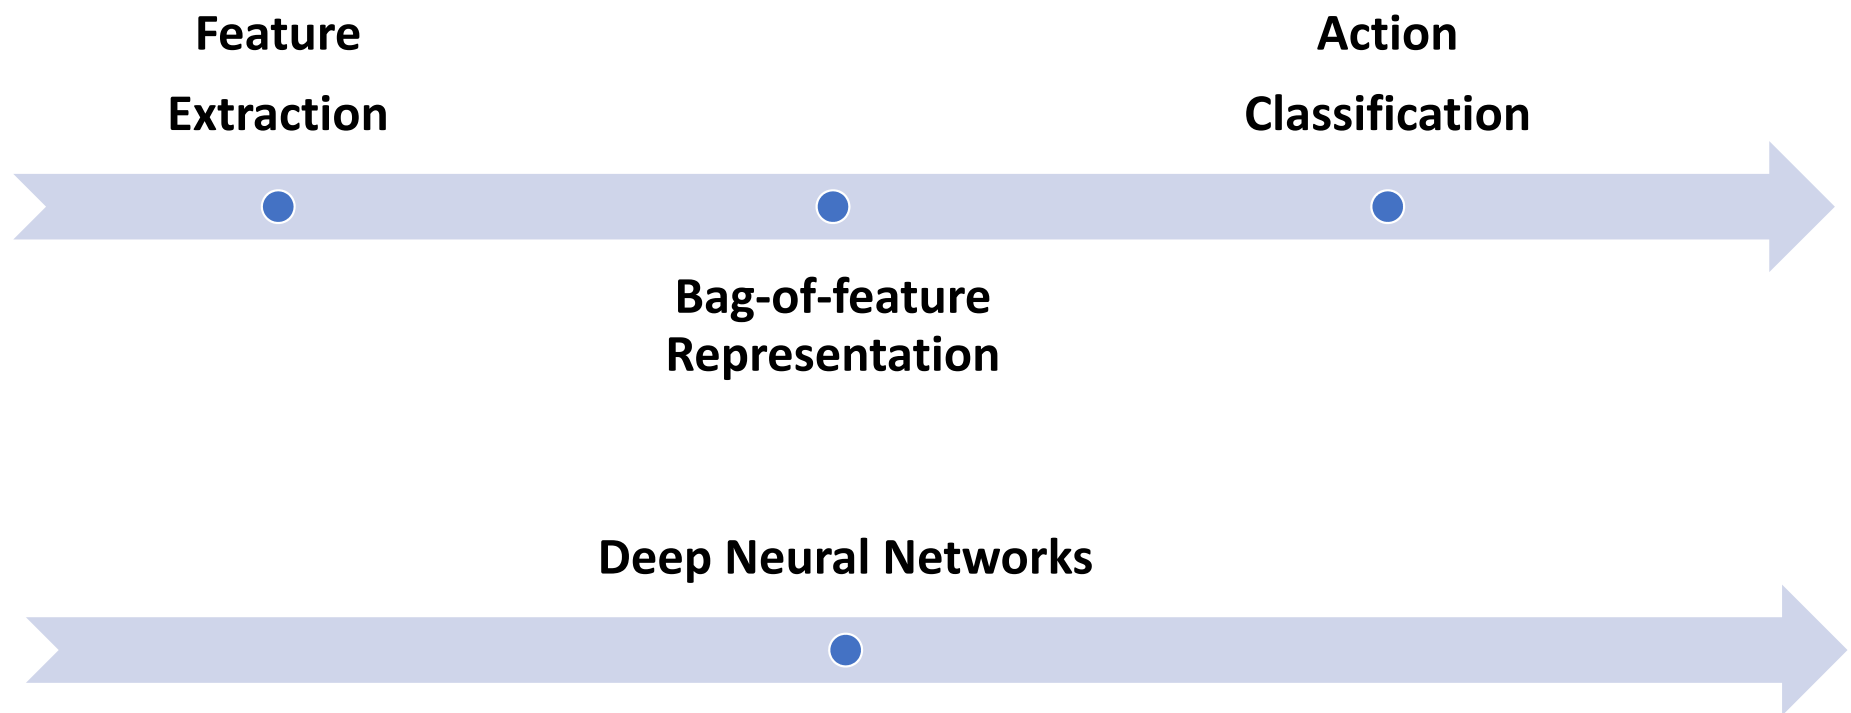 Feature
Extraction
Action
Classification
Bag-of-feature
Representation
Deep Neural Networks